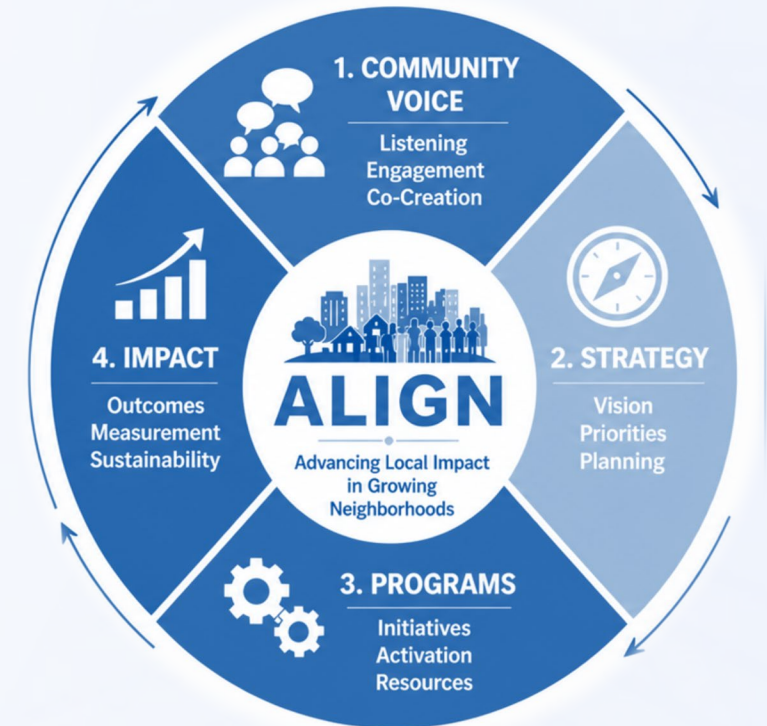 1. COMMUNITY
VOICE
Listening
Engagement
Co-Creation
2. STRATEGY
Vision
Priorities
Planning
3. PROGRAMS
Initiatives
Activation
Resources
4. IMPACT
Outcomes
Measurement
Sustainability
ALIGN
Advancing Local Impact
in Growing
Neighborhoods